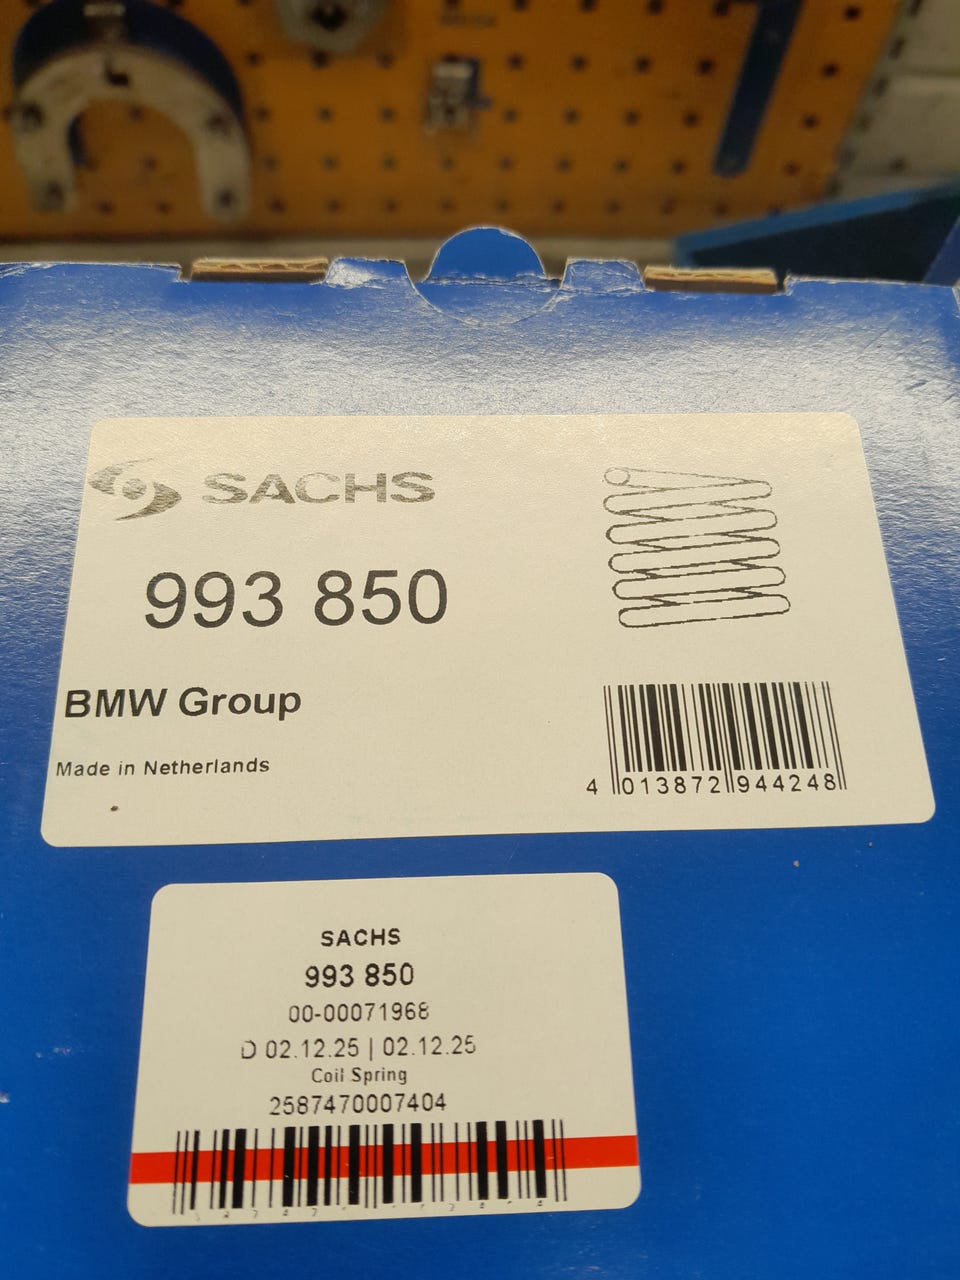 SACHS
993 850
BMW Group
Made in Netherlands
4 013872 944248
SACHS
993 850
00-00071968
D 02.12.25 | 02.12.25
Coil Spring
2587470007404